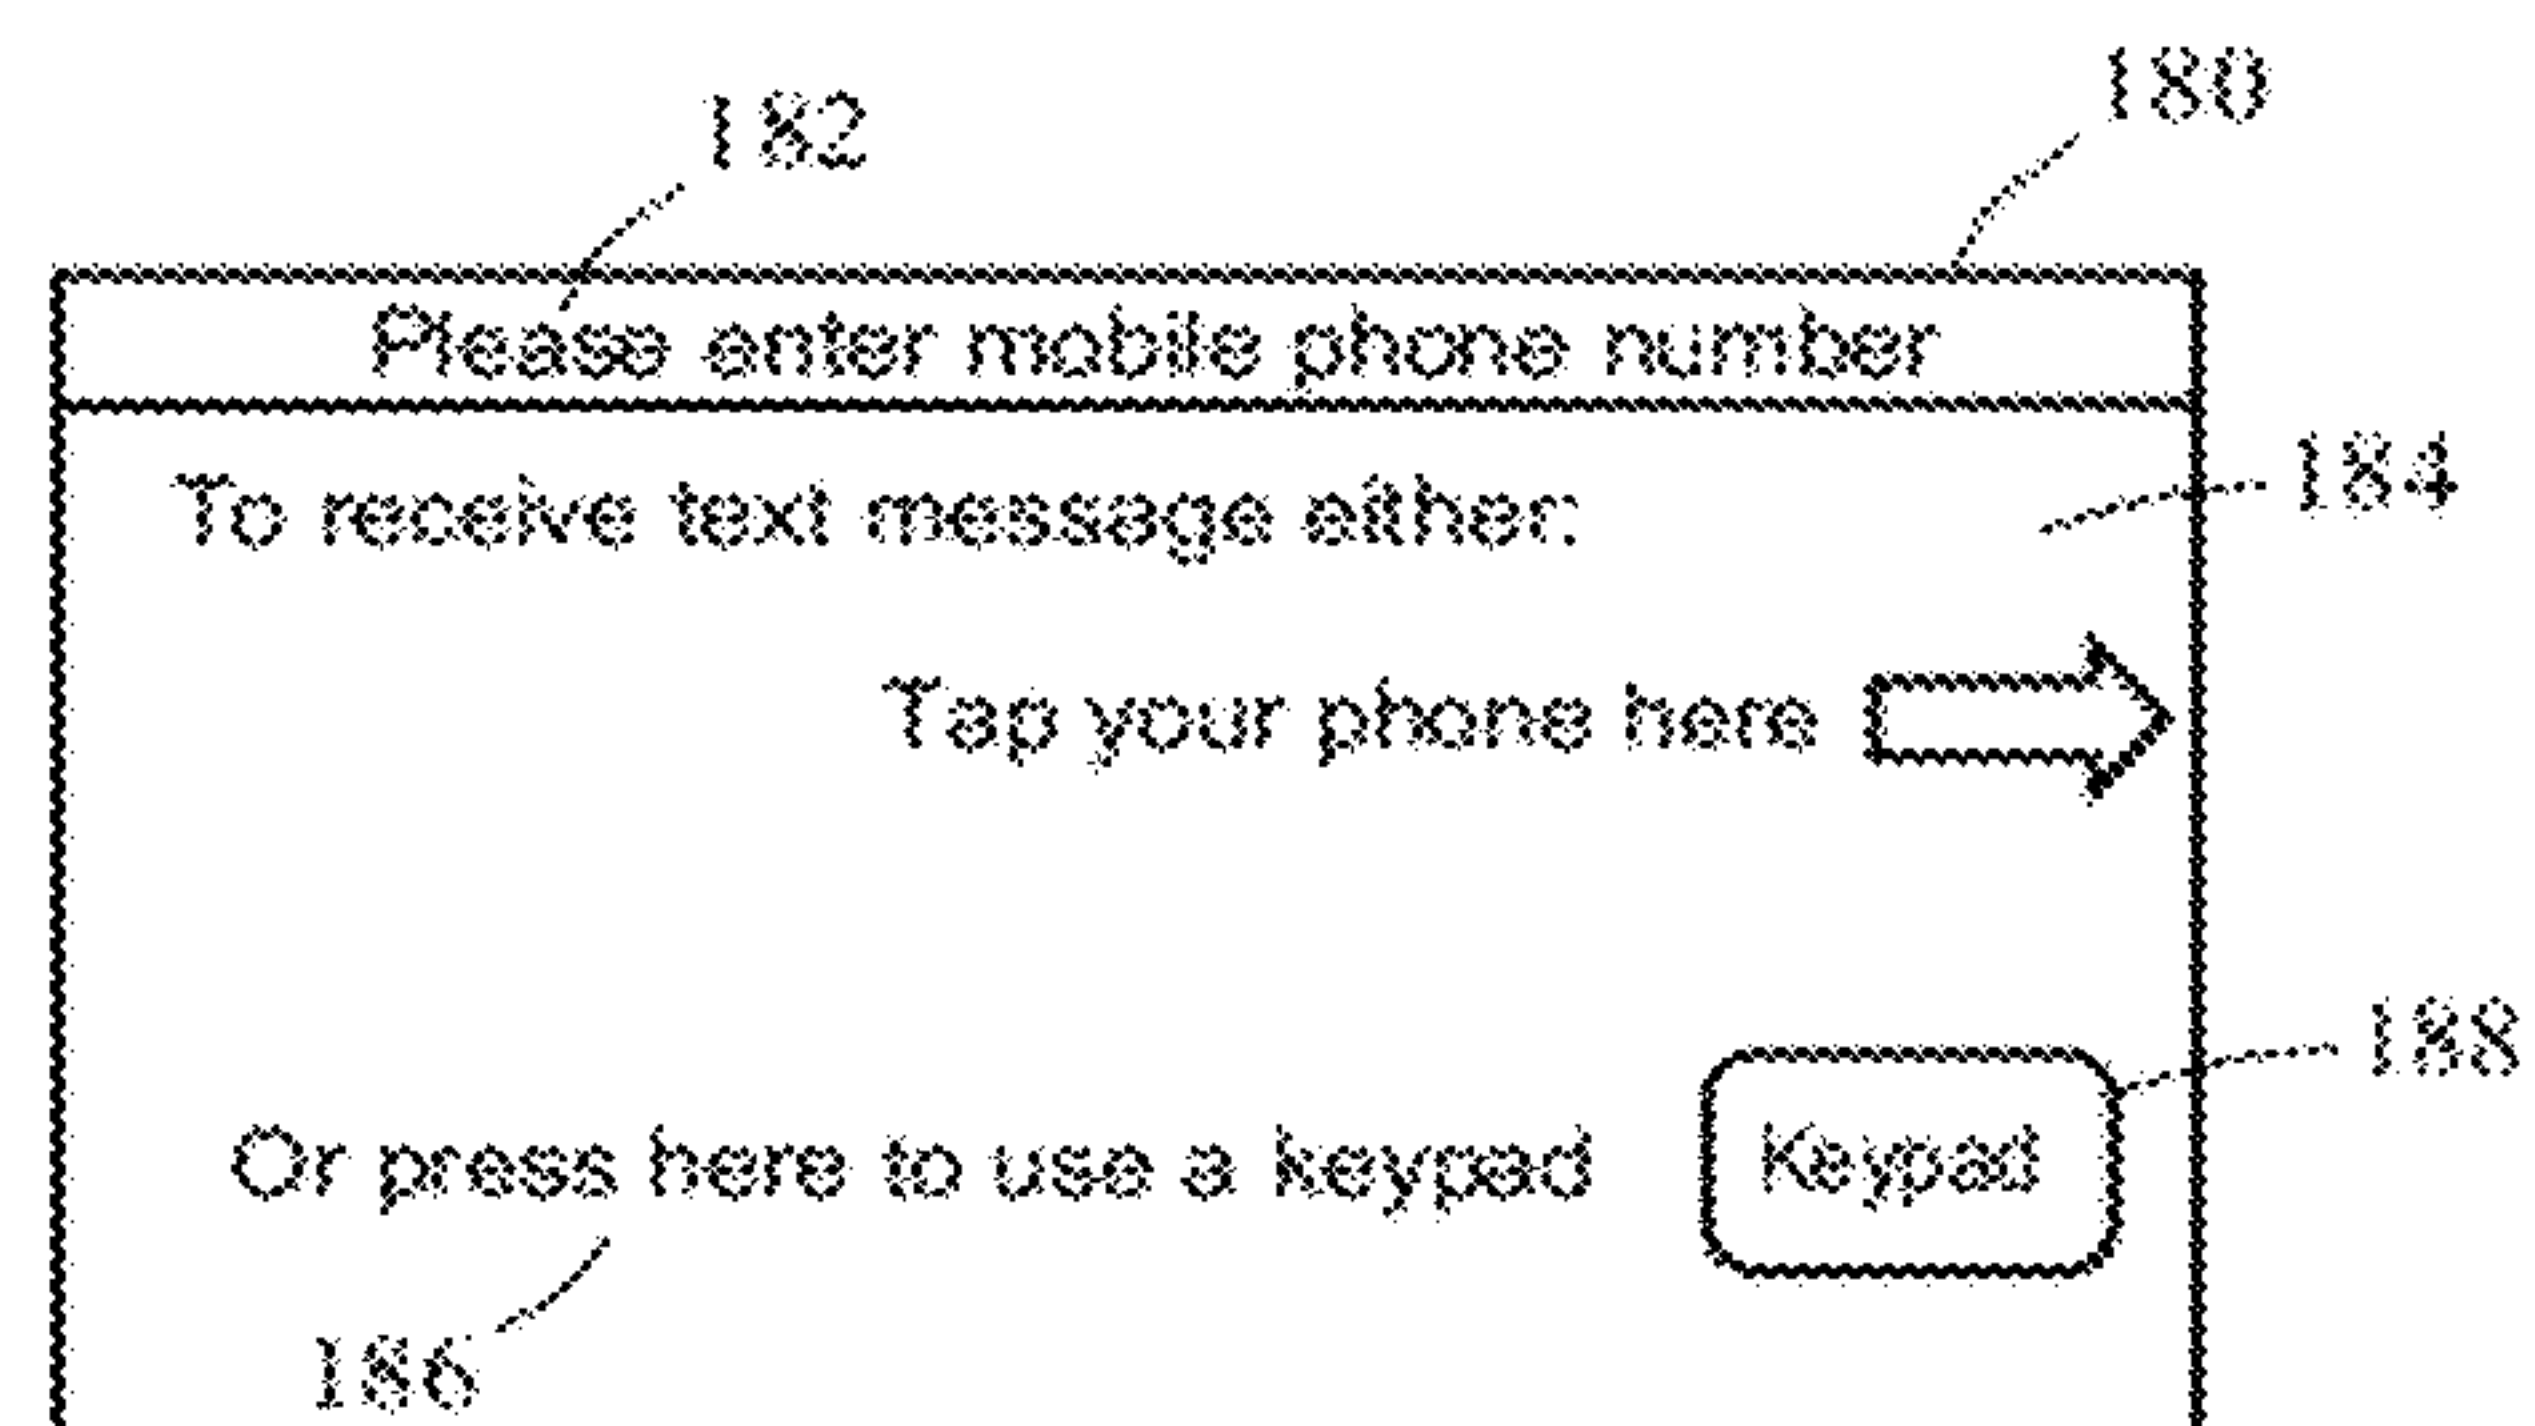 180
182
Please enter mobile phone number
184
To receive text message either:
Tap your phone here
188
Or press here to use a keypad
Keypad
186